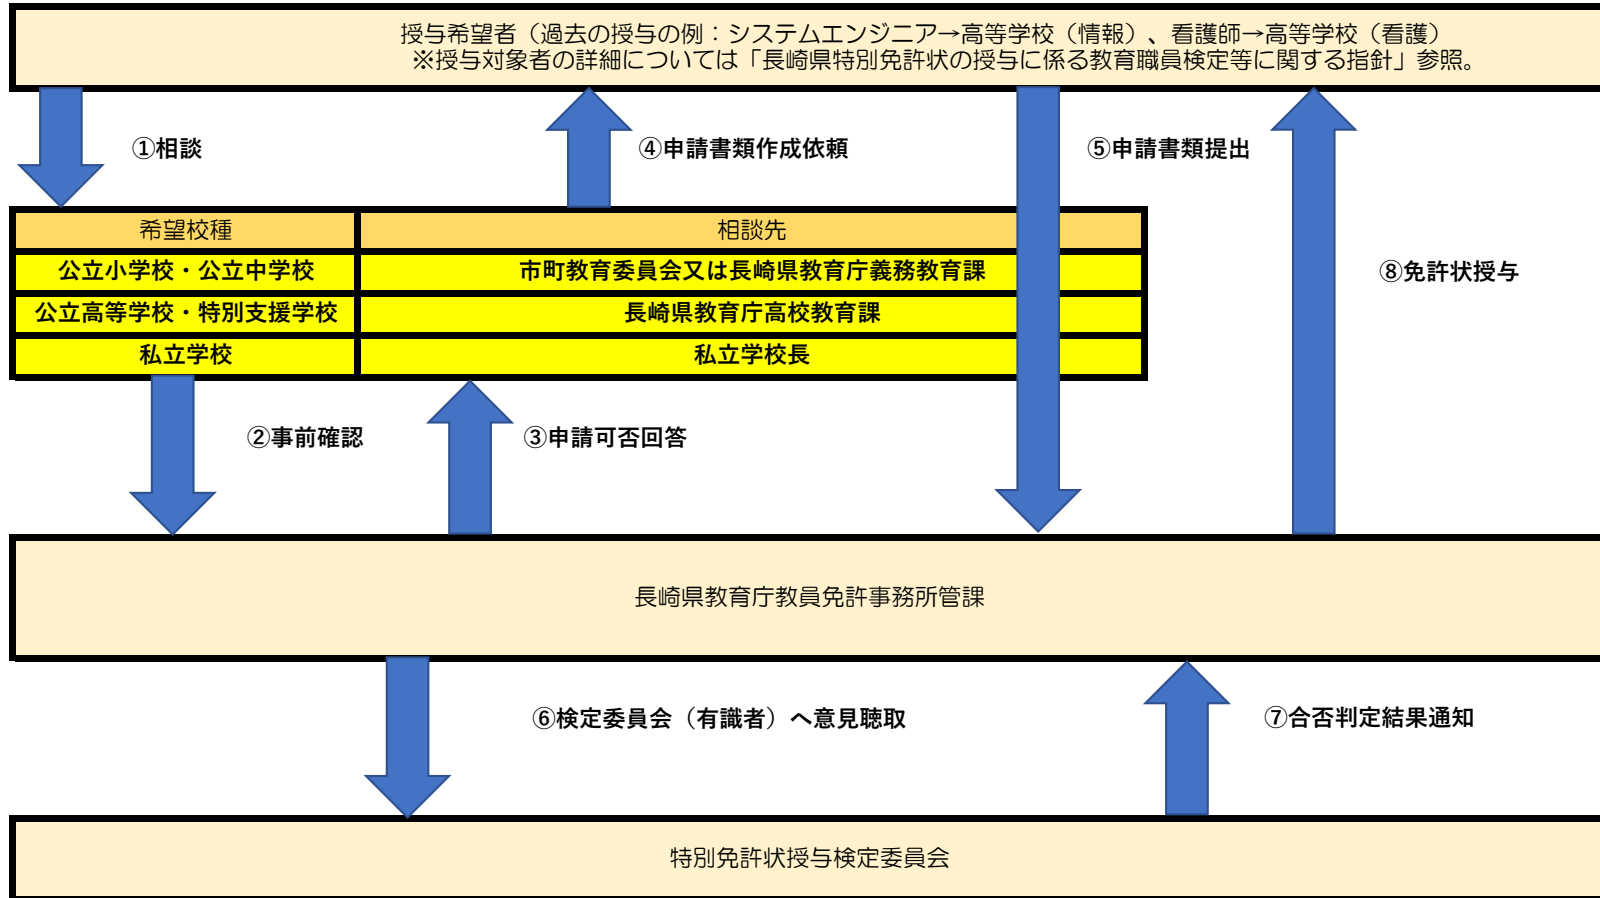 授与希望者（過去の授与の例：システムエンジニア→高等学校（情報）、看護師→高等学校（看護）
※授与対象者の詳細については「長崎県特別免許状の授与に係る教育職員検定等に関する指針」参照。
①相談
④申請書類作成依頼
⑤申請書類提出
希望校種
相談先
公立小学校・公立中学校
市町教育委員会又は長崎県教育庁義務教育課
⑧免許状授与
公立高等学校・特別支援学校
長崎県教育庁高校教育課
私立学校
私立学校長
②事前確認
③申請可否回答
長崎県教育庁教員免許事務所管課
⑥検定委員会（有識者）へ意見聴取
⑦合否判定結果通知
特別免許状授与検定委員会